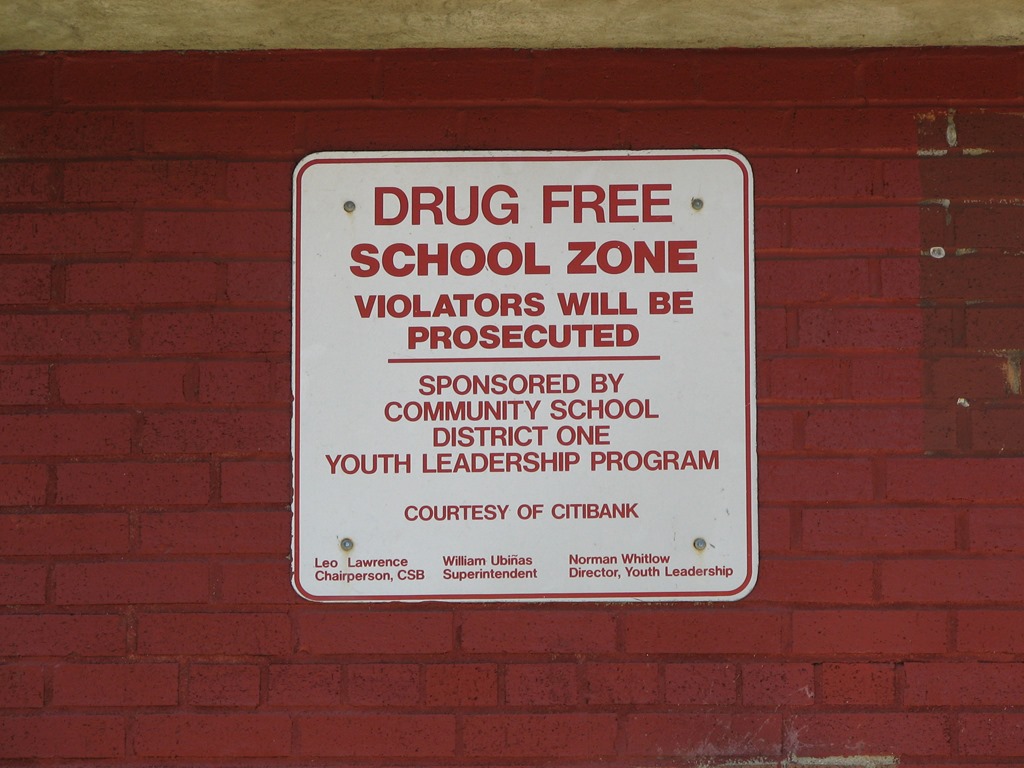 DRUG FREE
SCHOOL ZONE
VIOLATORS WILL BE
PROSECUTED
SPONSORED BY
COMMUNITY SCHOOL
DISTRICT ONE
YOUTH LEADERSHIP PROGRAM
COURTESY OF CITIBANK
Leo Lawrence
Chairperson, CSB
William Ubiñas
Superintendent
Norman Whitlow
Director, Youth Leadership